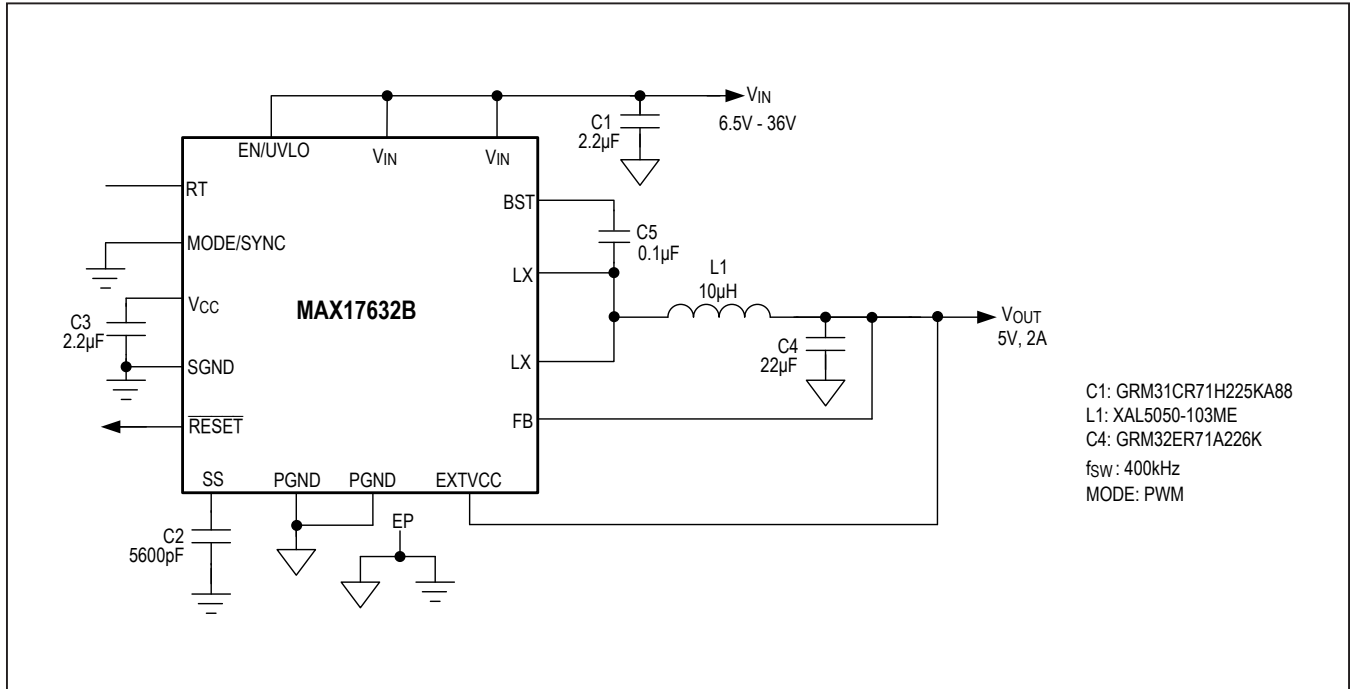 VIN
6.5V - 36V
C1
2.2µF
EN/UVLO
VIN
VIN
RT
BST
MODE/SYNC
C5
0.1µF
LX
L1
10µH
VCC
MAX17632B
C3
2.2µF
VOUT
5V, 2A
C4
22µF
LX
SGND
C1: GRM31CR71H225KA88
L1: XAL5050-103ME
C4: GRM32ER71A226K
fSW : 400kHz
MODE: PWM
RESET
FB
SS
PGND
PGND
EXTVCC
EP
C2
5600pF